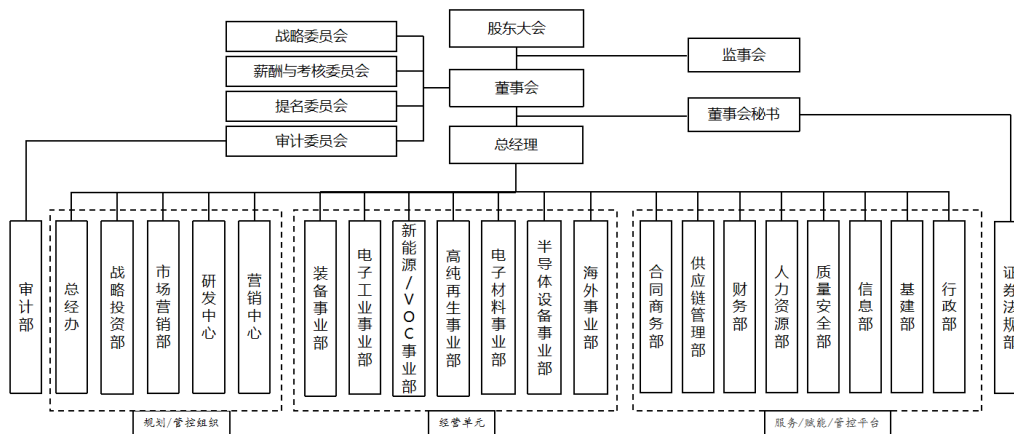 股东大会
战略委员会
监事会
薪酬与考核委员会
董事会
提名委员会
董事会秘书
审计委员会
总经理
审计部
总经办
战略投资部
市场营销部
研发中心
营销中心
装备事业部
电子工业事业部
新能源/VOC事业部
高纯再生事业部
电子材料事业部
半导体设备事业部
海外事业部
合同商务部
供应链管理部
财务部
人力资源部
质量安全部
信息部
基建部
行政部
证券法规部
规划/管控组织
经营单元
服务/赋能/管控平台